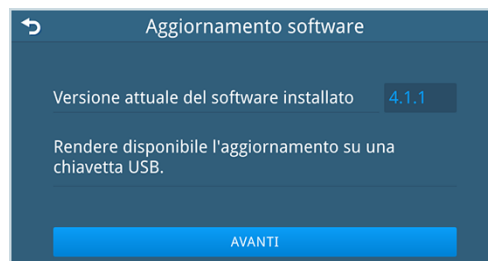 Aggiornamento software
Versione attuale del software installato 4.1.1
Rendere disponibile l'aggiornamento su una
chiavetta USB.
AVANTI